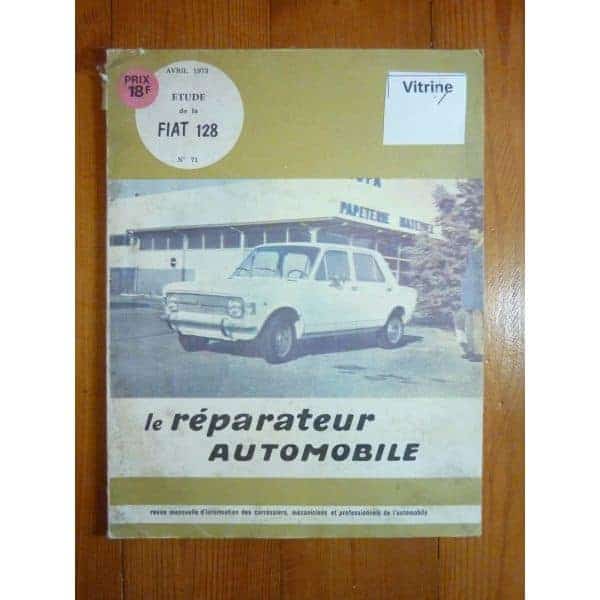 AVRIL 1973
PRIX
18F
ETUDE
de la
FIAT 128
N° 71
Vitrine
PAPETERIE
le réparateur
AUTOMOBILE
revue mensuelle d'information des carrossiers, mécaniciens et professionnels de l'automobile